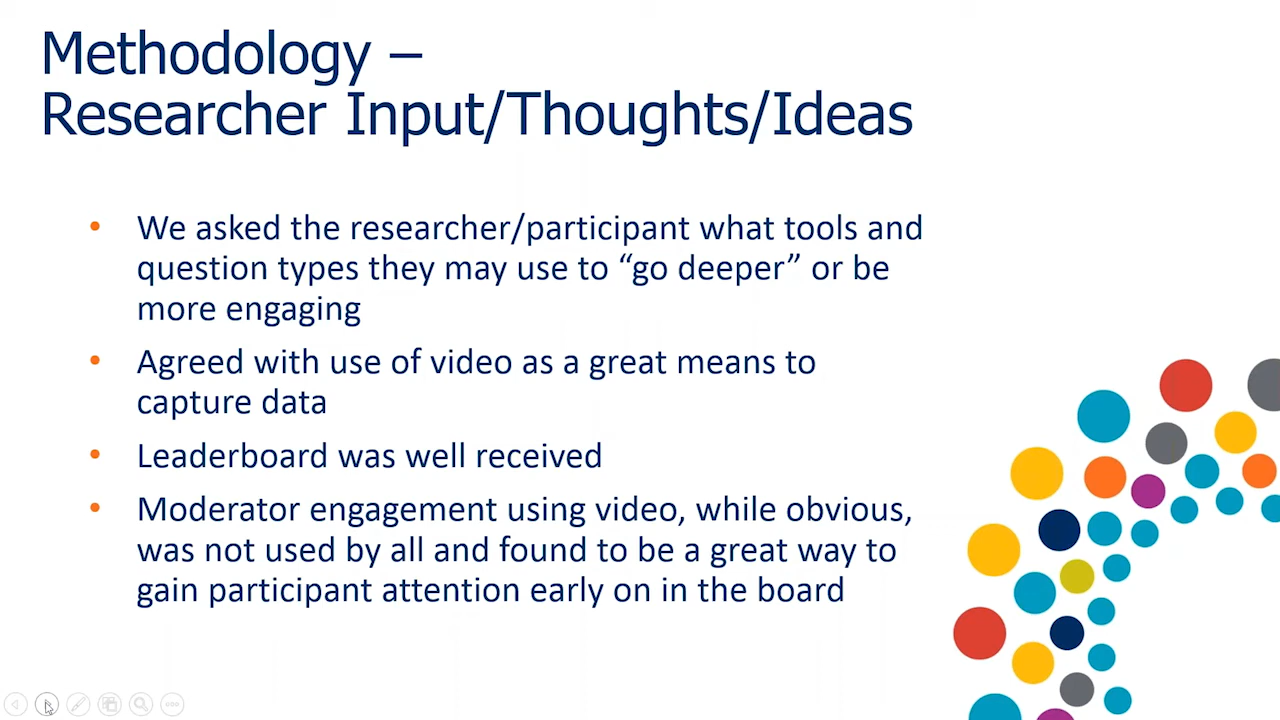 Methodology –
Researcher Input/Thoughts/Ideas
• We asked the researcher/participant what tools and
question types they may use to “go deeper” or be
more engaging
• Agreed with use of video as a great means to
capture data
• Leaderboard was well received
• Moderator engagement using video, while obvious,
was not used by all and found to be a great way to
gain participant attention early on in the board